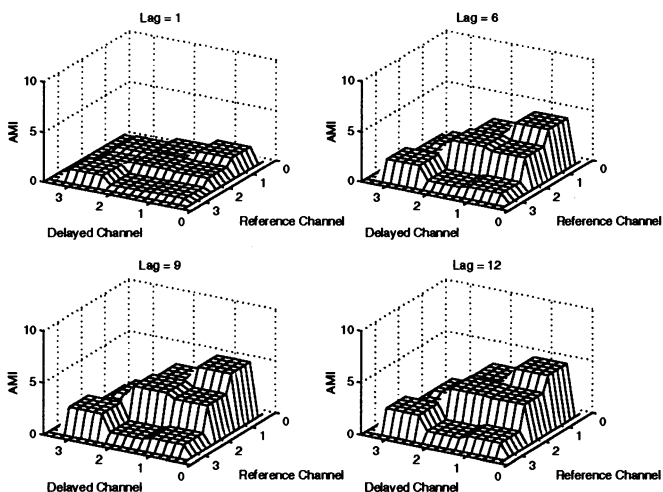 Lag = 1
10
5
0
AMI
3
2
1
0
Delayed Channel
3
2
1
0
Reference Channel
Lag = 6
10
5
0
AMI
3
2
1
0
Delayed Channel
3
2
1
0
Reference Channel
Lag = 9
10
5
0
AMI
3
2
1
0
Delayed Channel
3
2
1
0
Reference Channel
Lag = 12
10
5
0
AMI
3
2
1
0
Delayed Channel
3
2
1
0
Reference Channel